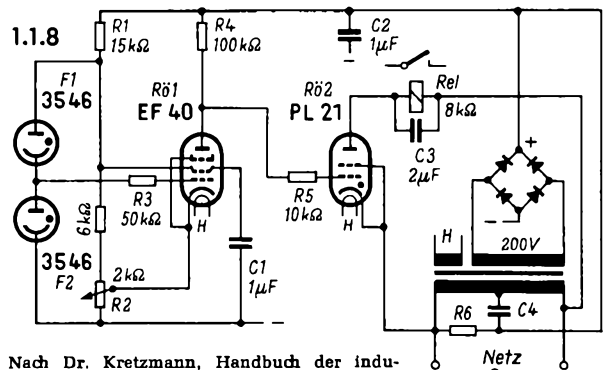 1.1.8
R1
15kΩ
R4
100kΩ
C2
1μF
F1
3546
Rö1
EF 40
Rö2
PL 21
Rel
8kΩ
C3
2μF
+
R3
50kΩ
R5
10kΩ
6kΩ
H
H
C1
1μF
3546
F2
2kΩ
R2
H
200V
R6
C4
Netz
Nach Dr. Kretzmann, Handbuch der indu-